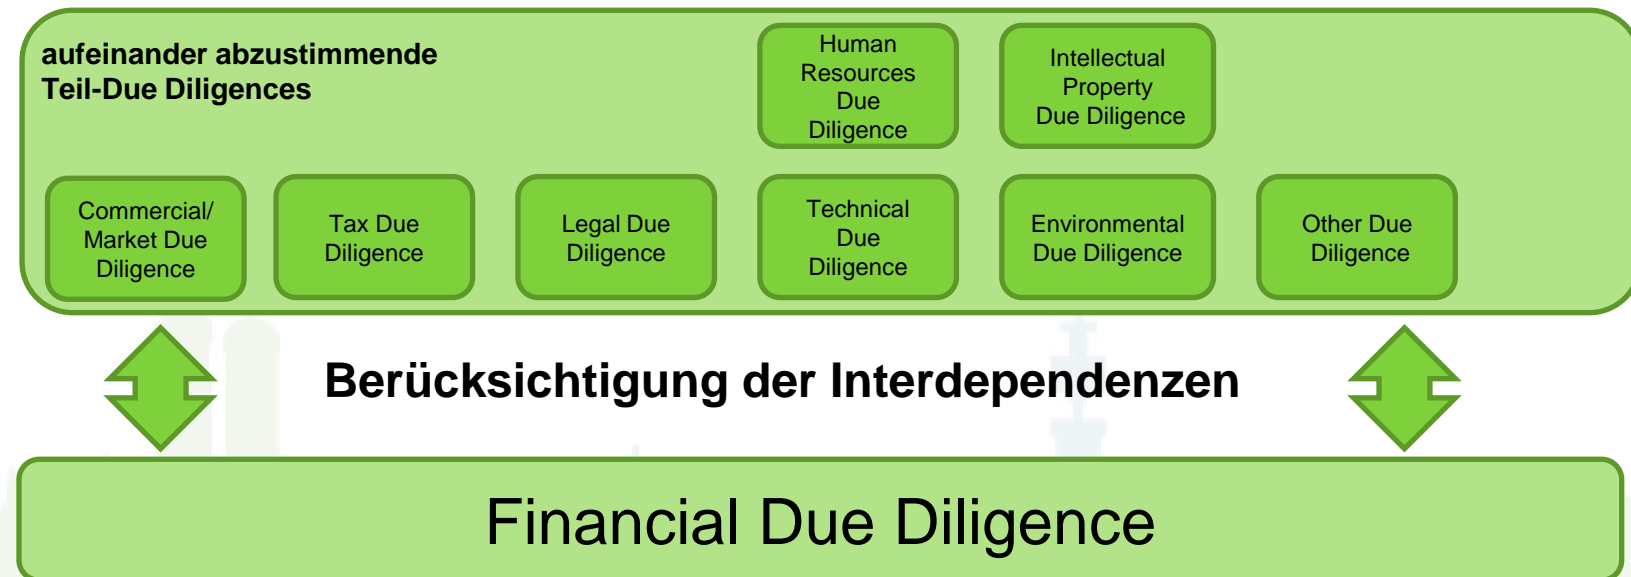 aufeinander abzustimmende
Teil-Due Diligences
Human
Resources
Due
Diligence
Intellectual
Property
Due Diligence
Commercial/
Market Due
Diligence
Tax Due
Diligence
Legal Due
Diligence
Technical
Due
Diligence
Environmental
Due Diligence
Other Due
Diligence
Berücksichtigung der Interdependenzen
Financial Due Diligence